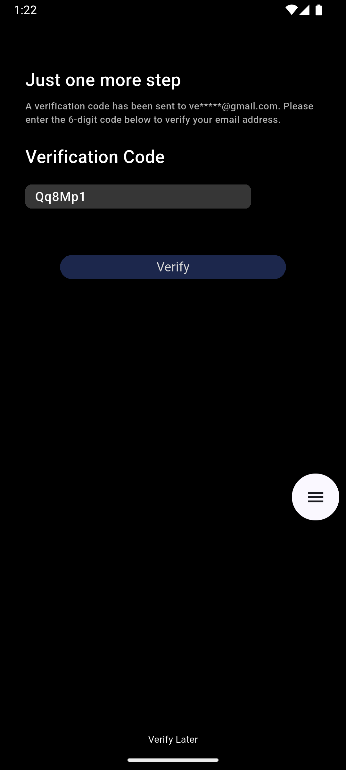 1:22
Just one more step
A verification code has been sent to ve*****@gmail.com. Please
enter the 6-digit code below to verify your email address.
Verification Code
Qq8Mp1
Verify
Verify Later